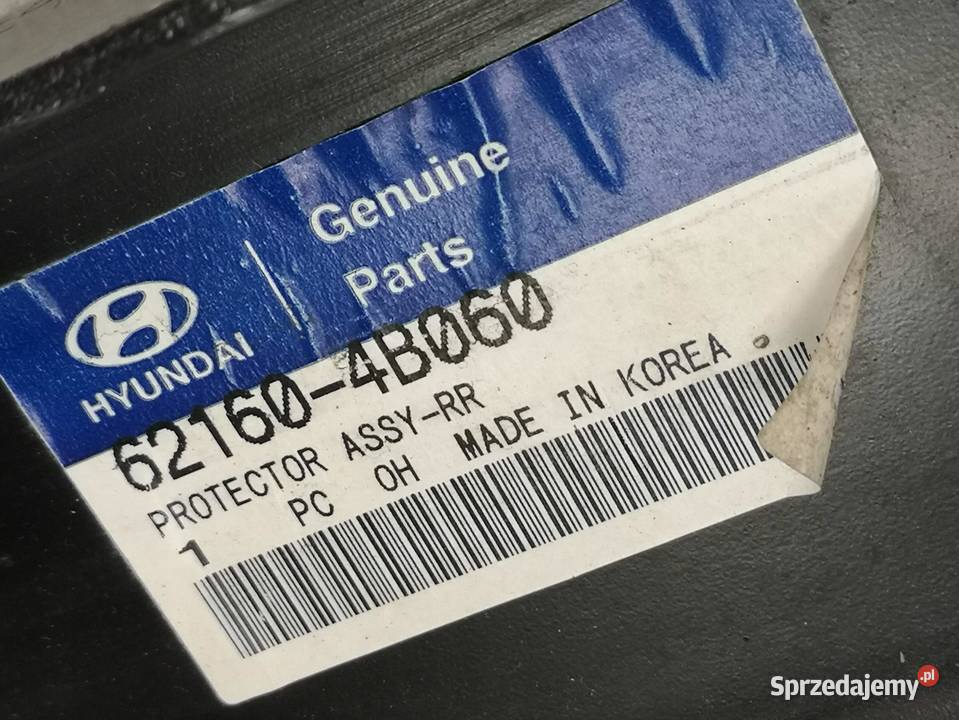 HYUNDAI
Genuine
Parts
62160-4B060
PROTECTOR ASSY-RR
1 PC OH MADE IN KOREA
Sprzedajemy.pl